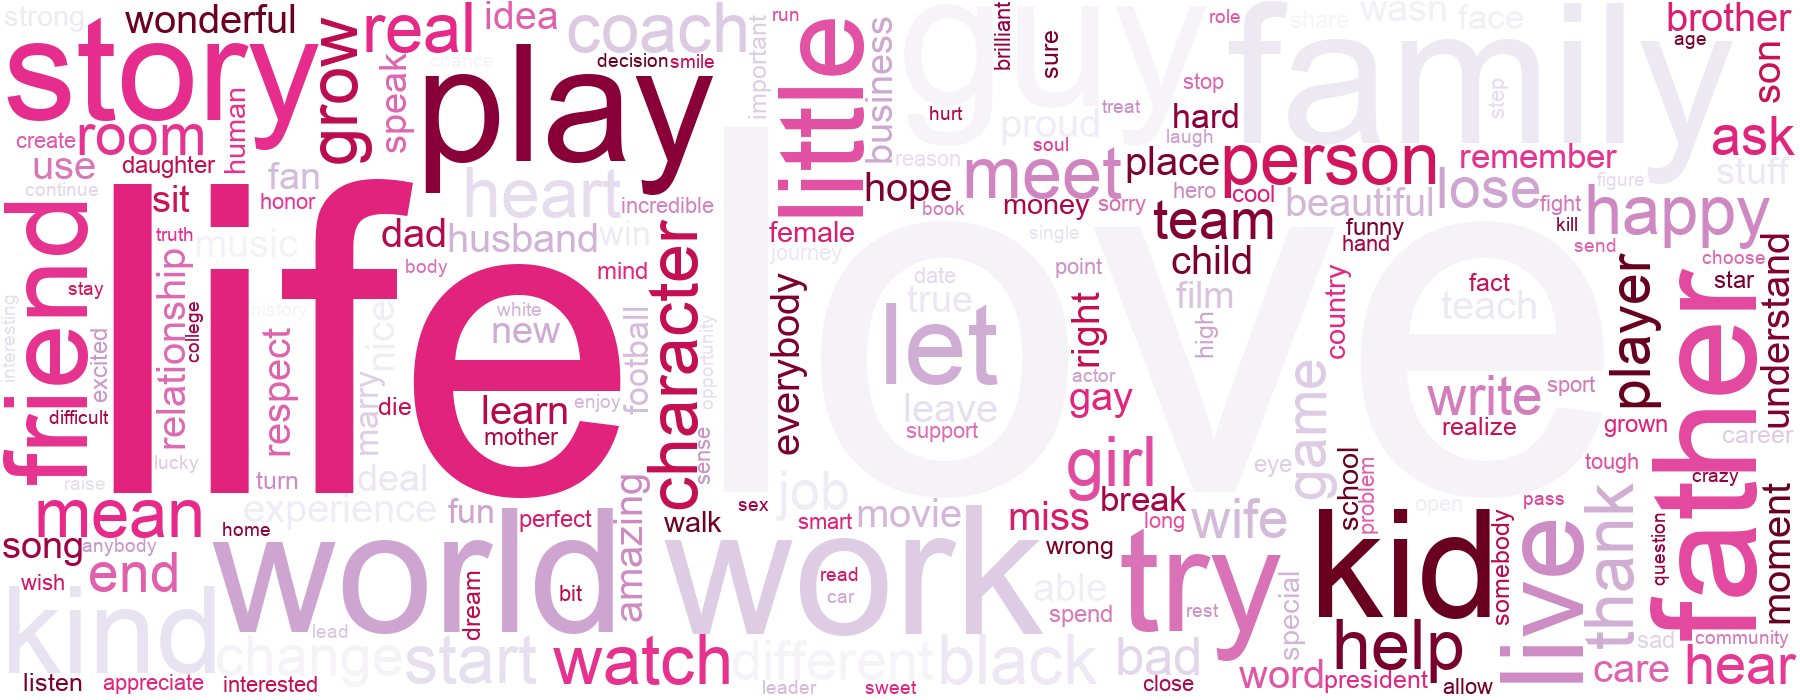 strong
wonderful
story
real
idea
coach
grow
speak
play
chance
decision
smile
important
run
little
business
guy
brilliant
sure
role
share
wasn
face
family
brother
age
son
create
room
human
use
daughter
hurt
proud
treat
stop
hard
laugh
step
ask
stuff
continue
sit
fan
honor
heart
incredible
hope
reason
book
meet
soul
money
sorry
place
hero
person
cool
remember
beautiful
lose
figure
fight
happy
friend
truth
life
music
dad
husband
win
body
mind
female
journey
single
love
team
child
funny
hand
kill
send
choose
star
understand
stay
relationship
college
history
respect
nice
marry
white
new
football
character
opportunity
everybody
date
true
let
point
right
film
high
country
fact
teach
player
father
interesting
excited
difficult
die
learn
mother
enjoy
leave
support
actor
gay
game
write
sport
realize
grown
career
lucky
raise
turn
deal
sense
girl
eye
tough
crazy
mean
experience
fun
perfect
amazing
walk
sex
job
smart
movie
miss
break
long
wife
school
problem
open
pass
song
anybody
home
world
work
wrong
try
kid
somebody
live
thank
question
moment
wish
end
dream
bit
read
car
able
spend
rest
special
kind
change
lead
start
watch
different
black
bad
help
sad
community
listen
appreciate
interested
leader
sweet
close
word
president
allow
care
hear